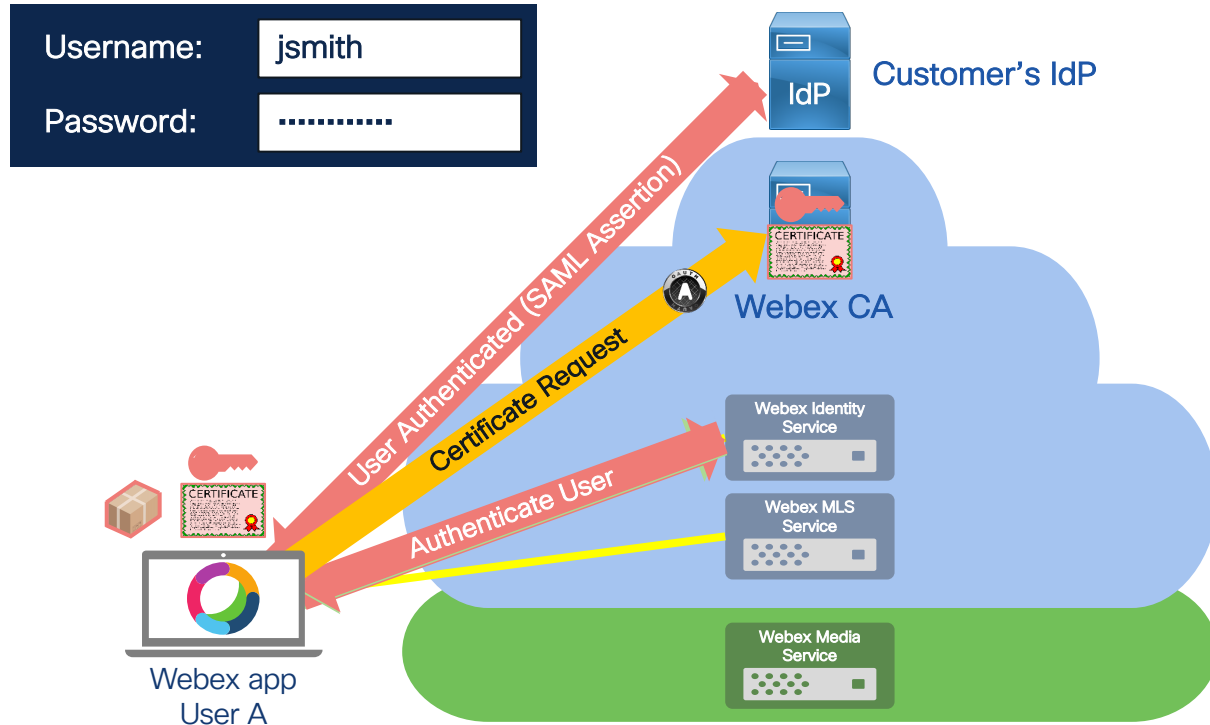 Username:
jsmith
Password:
············
Customer's IdP
IdP
User Authenticated (SAML Assertion)
CERTIFICATE
Webex CA
Certificate Request
Webex Identity
Service
Authenticate User
CERTIFICATE
Webex MLS
Service
Webex Media
Service
Webex app
User A